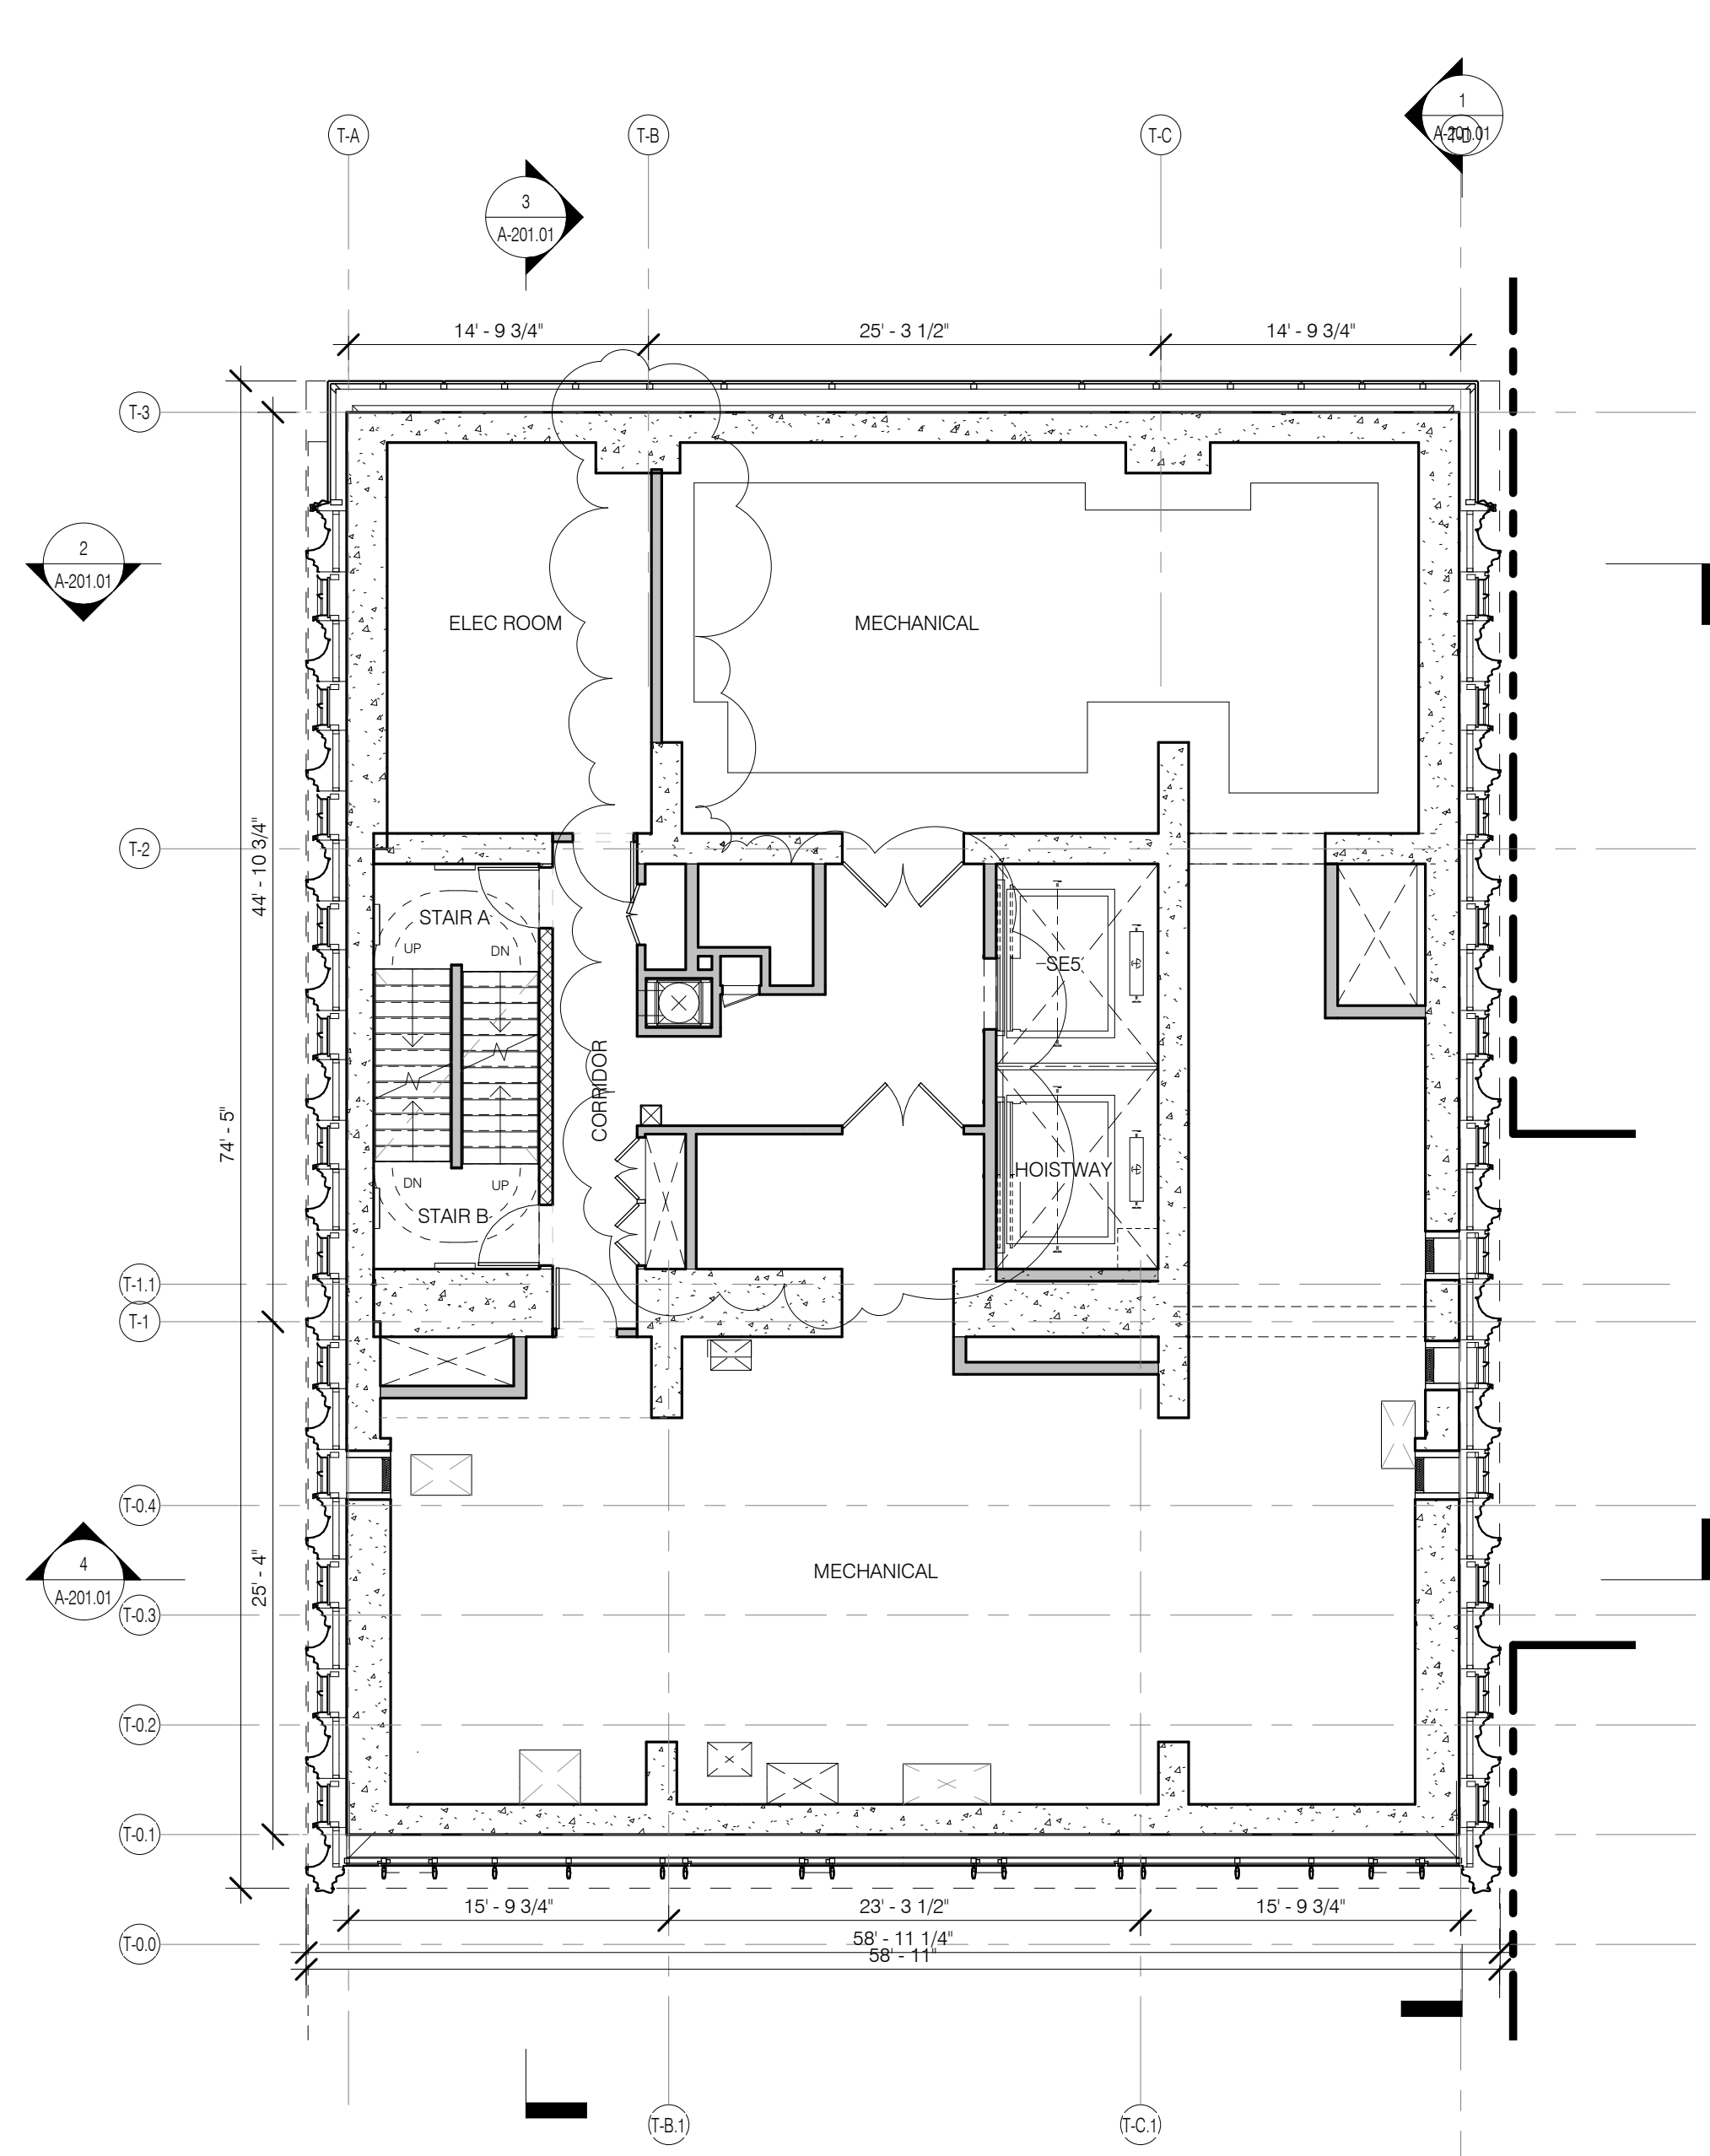 1
A-201.01
T-A
T-B
T-C
T-D
3
A-201.01
14' - 9 3/4"
25' - 3 1/2"
14' - 9 3/4"
T-3
2
A-201.01
ELEC ROOM
MECHANICAL
T-2
44' - 10 3/4"
STAIR A
UP
DN
SE5
CORRIDOR
74' - 5"
HOISTWAY
DN
UP
STAIR B
T-1.1
T-1
T-0.4
4
A-201.01
25' - 4"
MECHANICAL
T-0.3
T-0.2
T-0.1
15' - 9 3/4"
23' - 3 1/2"
15' - 9 3/4"
T-0.0
58' - 11 1/4"
58' - 11"
T-B.1
T-C.1